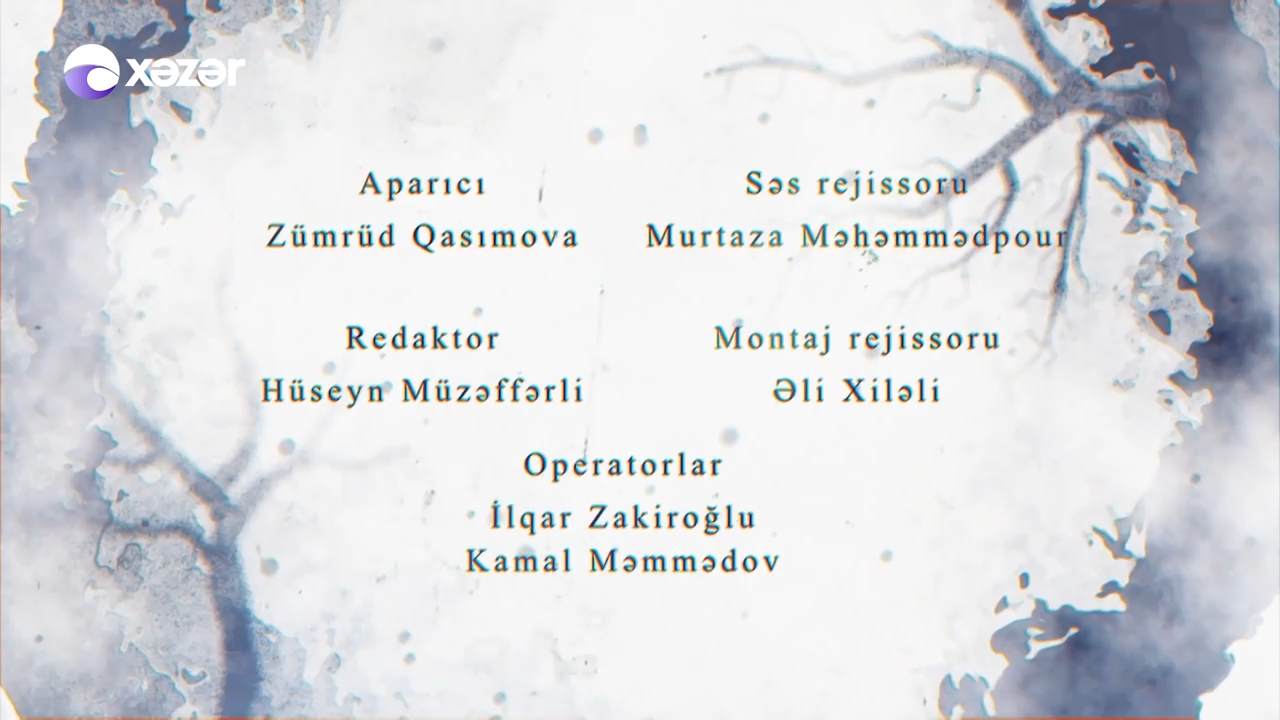 xəzər
Aparıcı
Zümrüd Qasımova
Səs rejissoru
Murtaza Məhəmmədpour
Redaktor
Hüseyn Müzəffərli
Montaj rejissoru
Əli Xiləli
Operatorlar
İlqar Zakiroğlu
Kamal Məmmədov